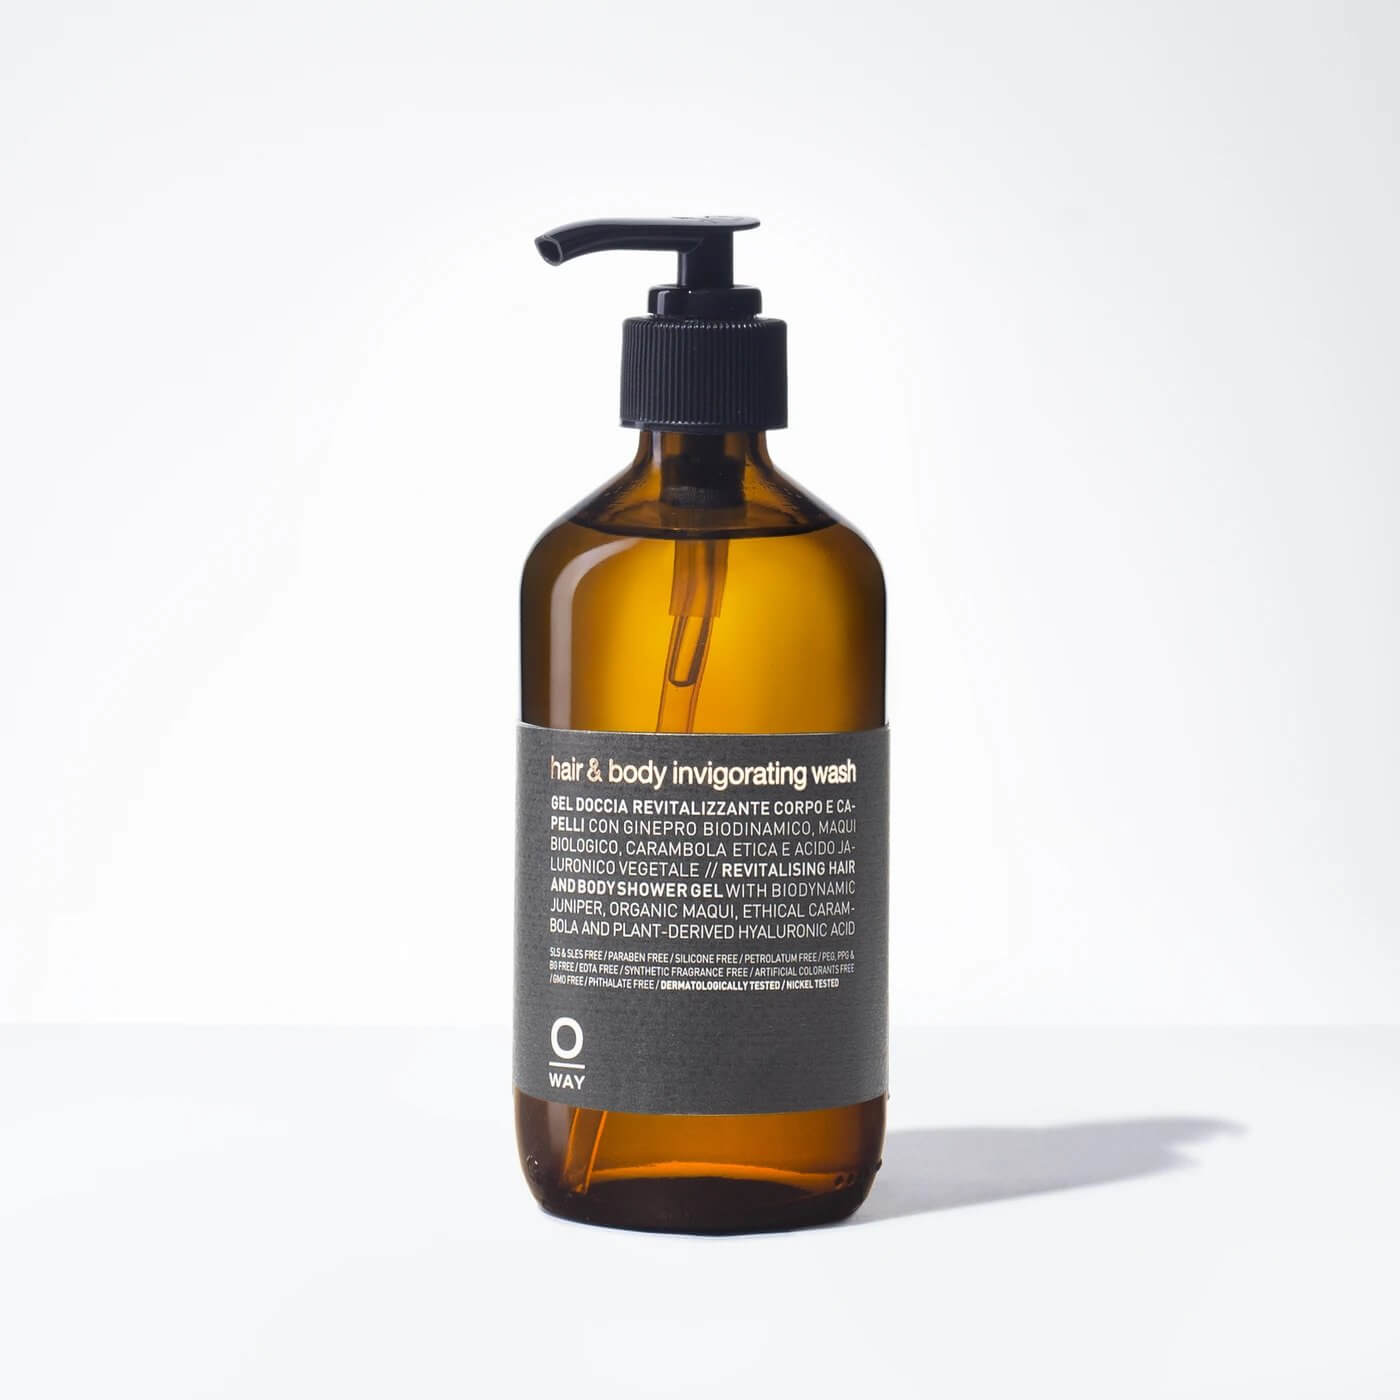 hair & body invigorating wash
GEL DOCCIA REVITALIZZANTE CORPO E CA-
PELLI CON GINEPRO BIODINAMICO, MAQUI
BIOLOGICO, CARAMBOLA ETICA E ACIDO JA-
LURONICO VEGETALE // REVITALISING HAIR
AND BODY SHOWER GEL WITH BIODYNAMIC
JUNIPER, ORGANIC MAQUI, ETHICAL CARAM-
BOLA AND PLANT-DERIVED HYALURONIC ACID
SLS & SLES FREE / PARABEN FREE / SILICONE FREE / PETROLATUM FREE / PEG, PPG &
BG FREE / EDTA FREE / SYNTHETIC FRAGRANCE FREE / ARTIFICIAL COLORANTS FREE
/ GMO FREE / PHTHALATE FREE / DERMATOLOGICALLY TESTED / NICKEL TESTED
O
WAY